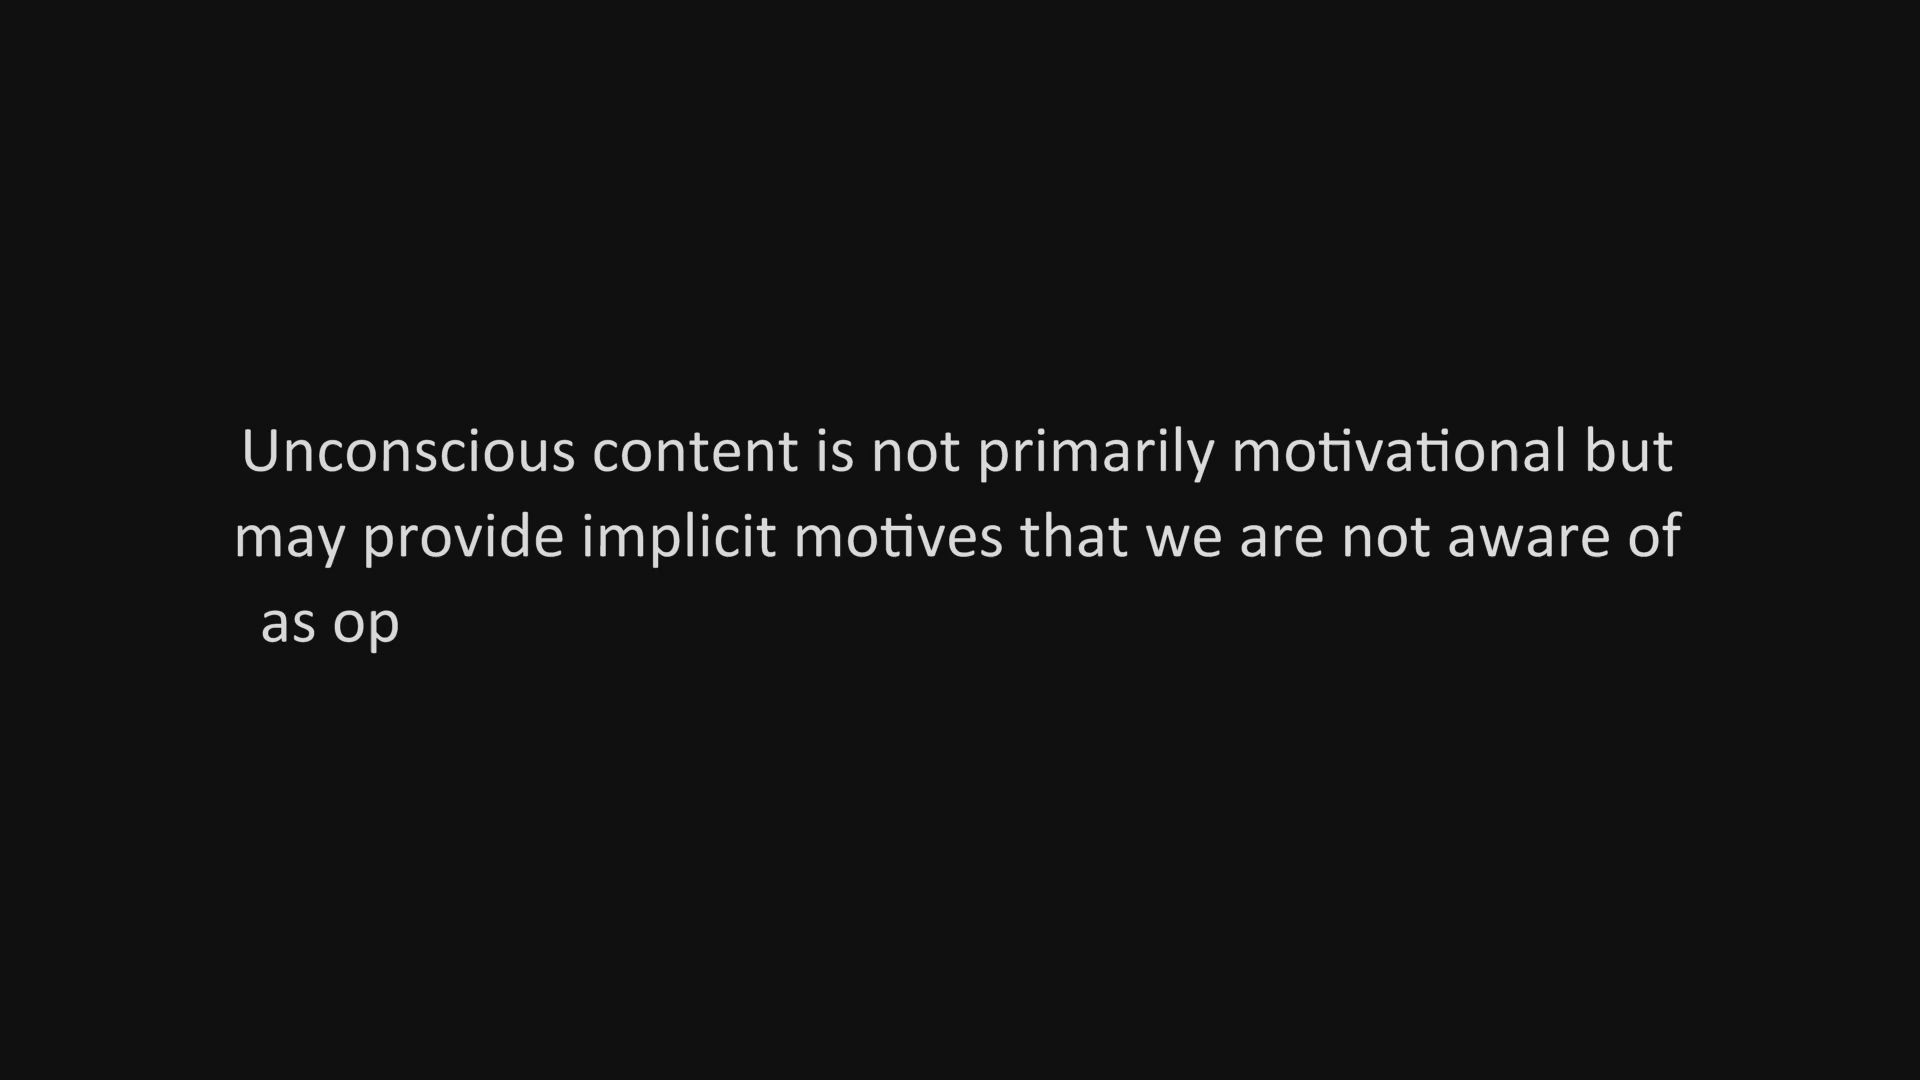 Unconscious content is not primarily motivational but
may provide implicit motives that we are not aware of
as op